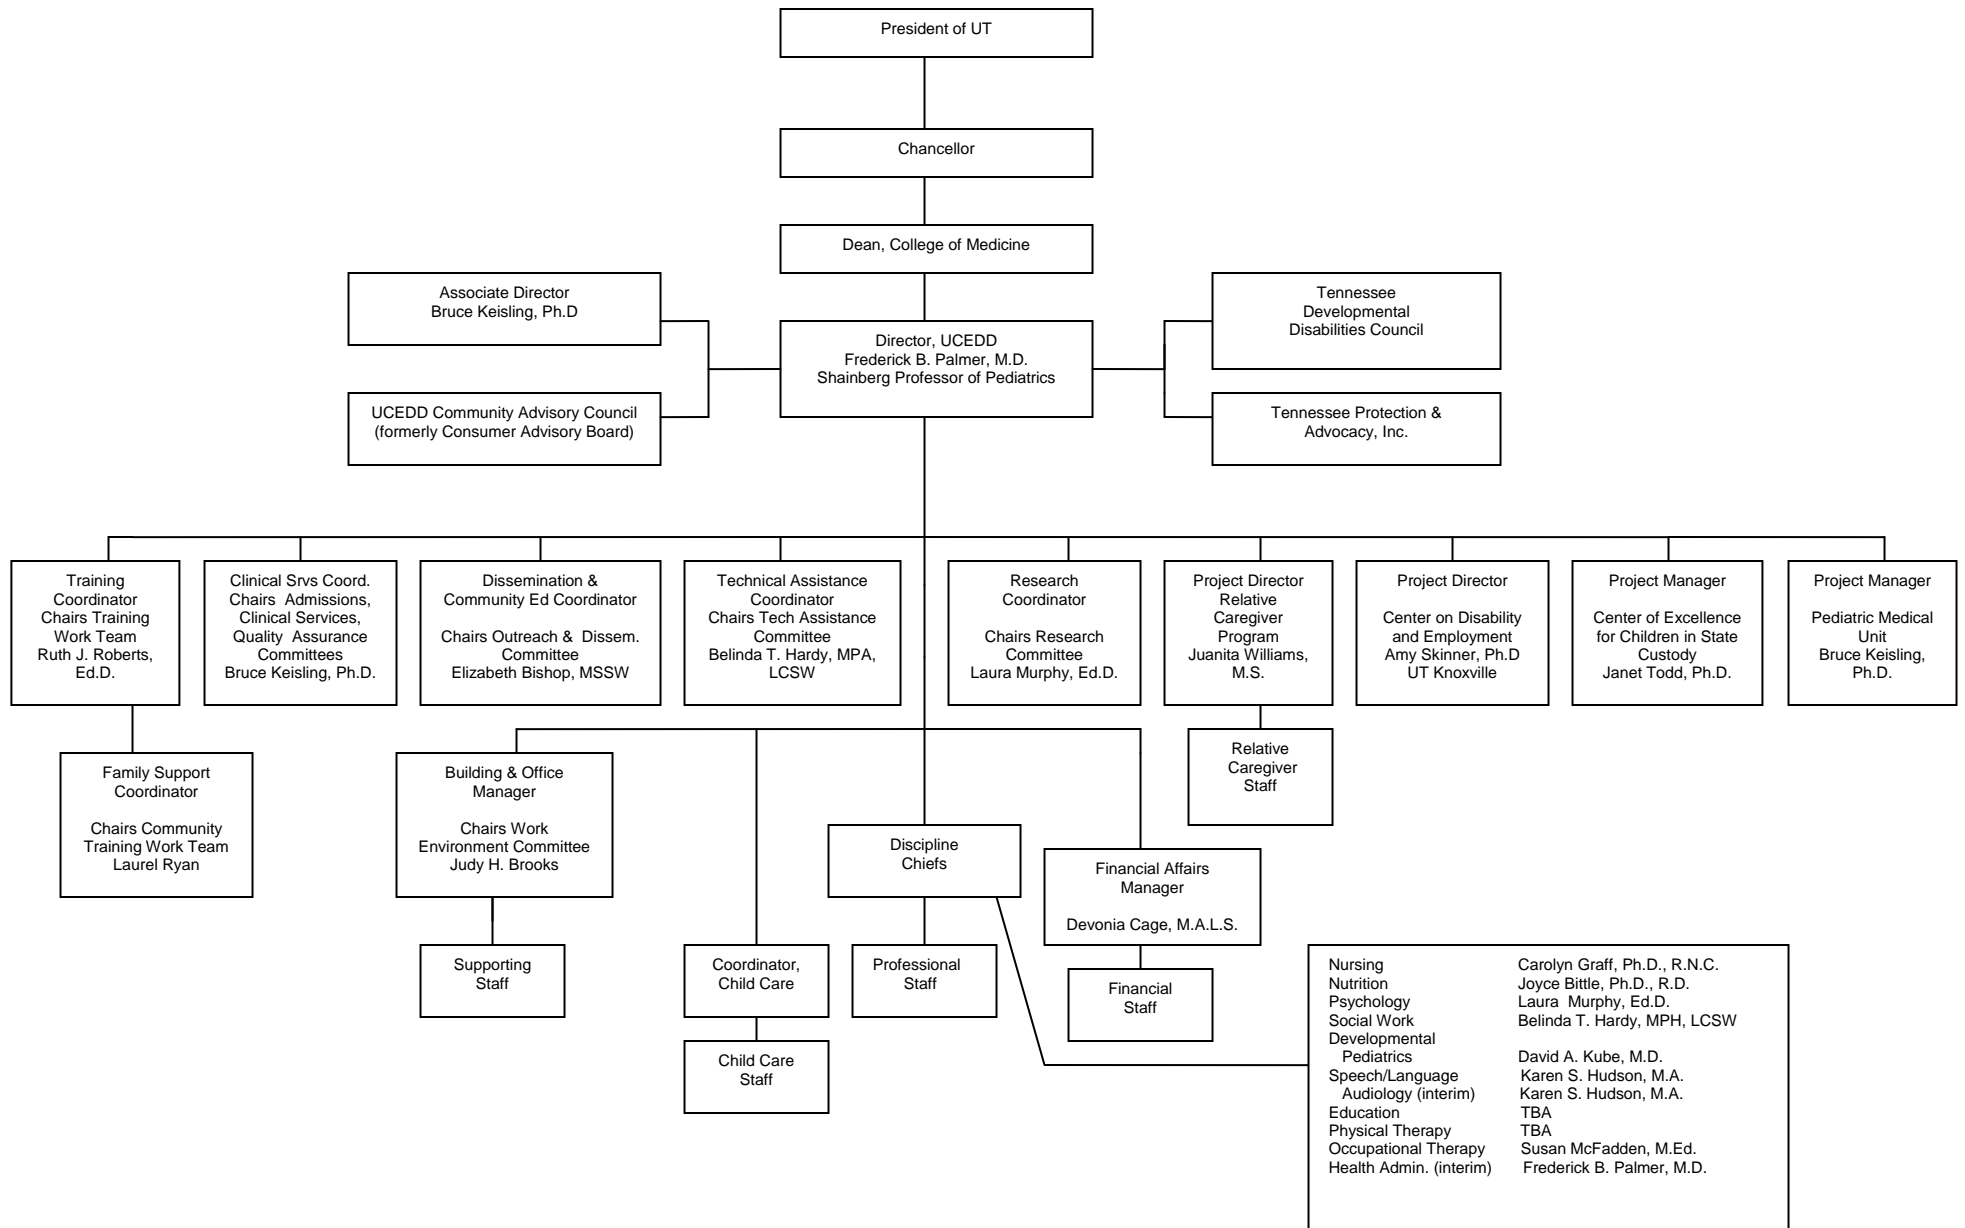 President of UT
Chancellor
Dean, College of Medicine
Associate Director
Bruce Keisling, Ph.D
Tennessee
Developmental
Disabilities Council
Director, UCEDD
Frederick B. Palmer, M.D.
Shainberg Professor of Pediatrics
UCEDD Community Advisory Council
(formerly Consumer Advisory Board)
Tennessee Protection &
Advocacy, Inc.
Training
Coordinator
Chairs Training
Work Team
Ruth J. Roberts,
Ed.D.
Clinical Srvs Coord.
Chairs Admissions,
Clinical Services,
Quality Assurance
Committees
Bruce Keisling, Ph.D.
Dissemination &
Community Ed Coordinator
Chairs Outreach & Dissem.
Committee
Elizabeth Bishop, MSSW
Technical Assistance
Coordinator
Chairs Tech Assistance
Committee
Belinda T. Hardy, MPA,
LCSW
Research
Coordinator
Chairs Research
Committee
Laura Murphy, Ed.D.
Project Director
Relative
Caregiver
Program
Juanita Williams,
M.S.
Project Director
Center on Disability
and Employment
Amy Skinner, Ph.D
UT Knoxville
Project Manager
Center of Excellence
for Children in State
Custody
Janet Todd, Ph.D.
Project Manager
Pediatric Medical
Unit
Bruce Keisling,
Ph.D.
Family Support
Coordinator
Chairs Community
Training Work Team
Laurel Ryan
Building & Office
Manager
Chairs Work
Environment Committee
Judy H. Brooks
Relative
Caregiver
Staff
Discipline
Chiefs
Financial Affairs
Manager
Devonia Cage, M.A.L.S.
Supporting
Staff
Coordinator,
Child Care
Professional
Staff
Financial
Staff
Child Care
Staff
Nursing Carolyn Graff, Ph.D., R.N.C.
Nutrition Joyce Bittle, Ph.D., R.D.
Psychology Laura Murphy, Ed.D.
Social Work Belinda T. Hardy, MPH, LCSW
Developmental
Pediatrics David A. Kube, M.D.
Speech/Language Karen S. Hudson, M.A.
Audiology (interim) Karen S. Hudson, M.A.
Education TBA
Physical Therapy TBA
Occupational Therapy Susan McFadden, M.Ed.
Health Admin. (interim) Frederick B. Palmer, M.D.